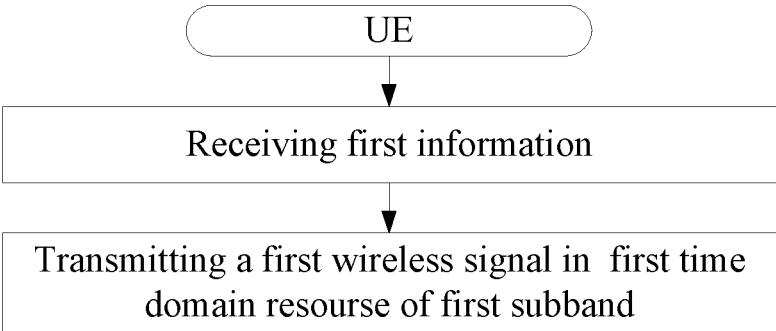 UE
Receiving first information
Transmitting a first wireless signal in first time
domain resourse of first subband